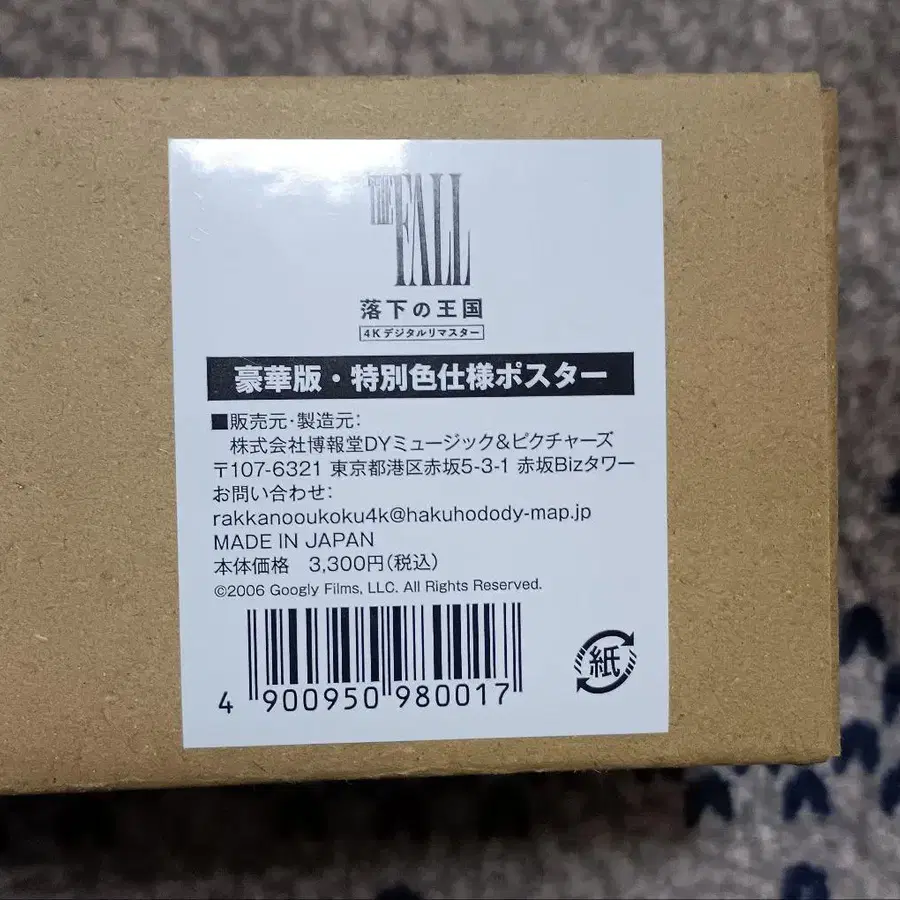 THE FALL
落下の王国
4Kデジタルリマスター
豪華版・特別色仕様ポスター
■販売元・製造元：
株式会社博報堂DYミュージック＆ピクチャーズ
〒107-6321 東京都港区赤坂5-3-1 赤坂Bizタワー
お問い合わせ：
rakkanooukoku4k@hakuhodody-map.jp
MADE IN JAPAN
本体価格　3,300円(税込)
©2006 Googly Films, LLC. All Rights Reserved.
紙
4 900950 980017